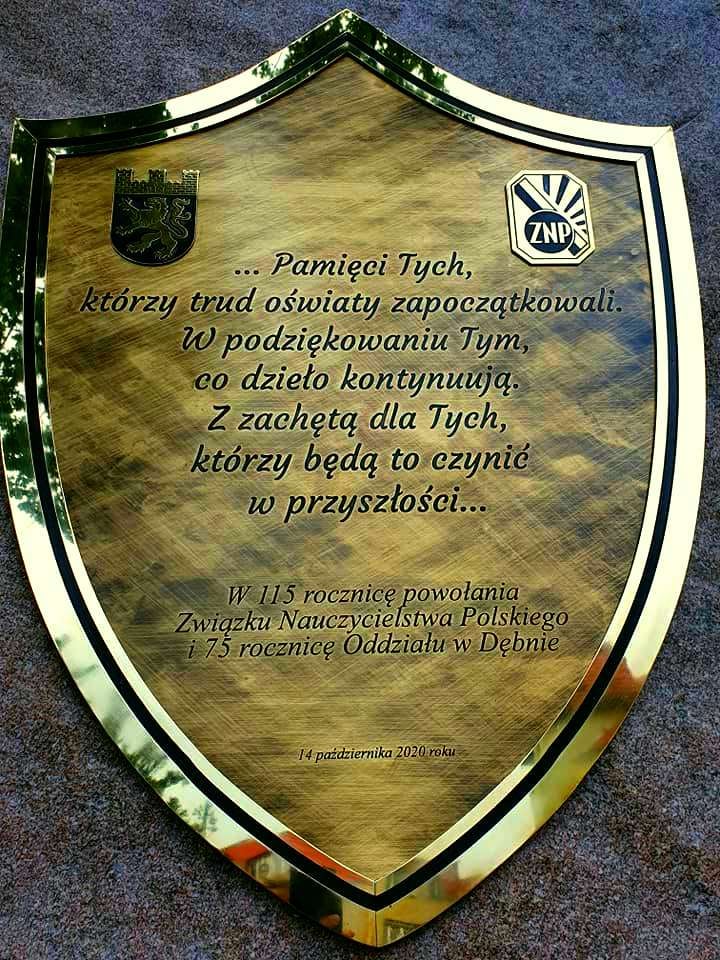 ZNP
... Pamięci Tych,
którzy trud oświaty zapoczątkowali.
W podziękowaniu Tym,
co dzieło kontynuują.
Z zachętą dla Tych,
którzy będą to czynić
w przyszłości...
W 115 rocznicę powołania
Związku Nauczycielstwa Polskiego
i 75 rocznicę Oddziału w Dębnie
14 października 2020 roku